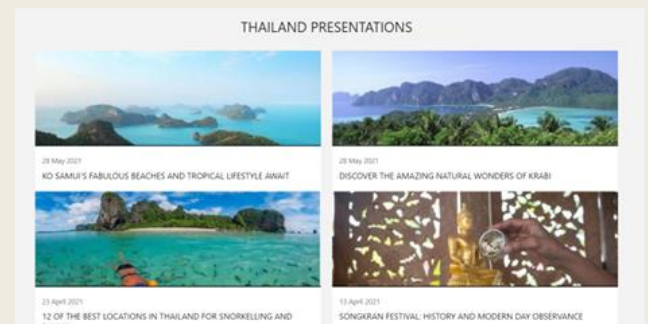 THAILAND PRESENTATIONS
28 May 2021
KO SAMUI'S FABULOUS BEACHES AND TROPICAL LIFESTYLE AWAIT
28 May 2021
DISCOVER THE AMAZING NATURAL WONDERS OF KRABI
23 April 2021
12 OF THE BEST LOCATIONS IN THAILAND FOR SNORKELLING AND
13 April 2021
SONGKRAN FESTIVAL: HISTORY AND MODERN DAY OBSERVANCE